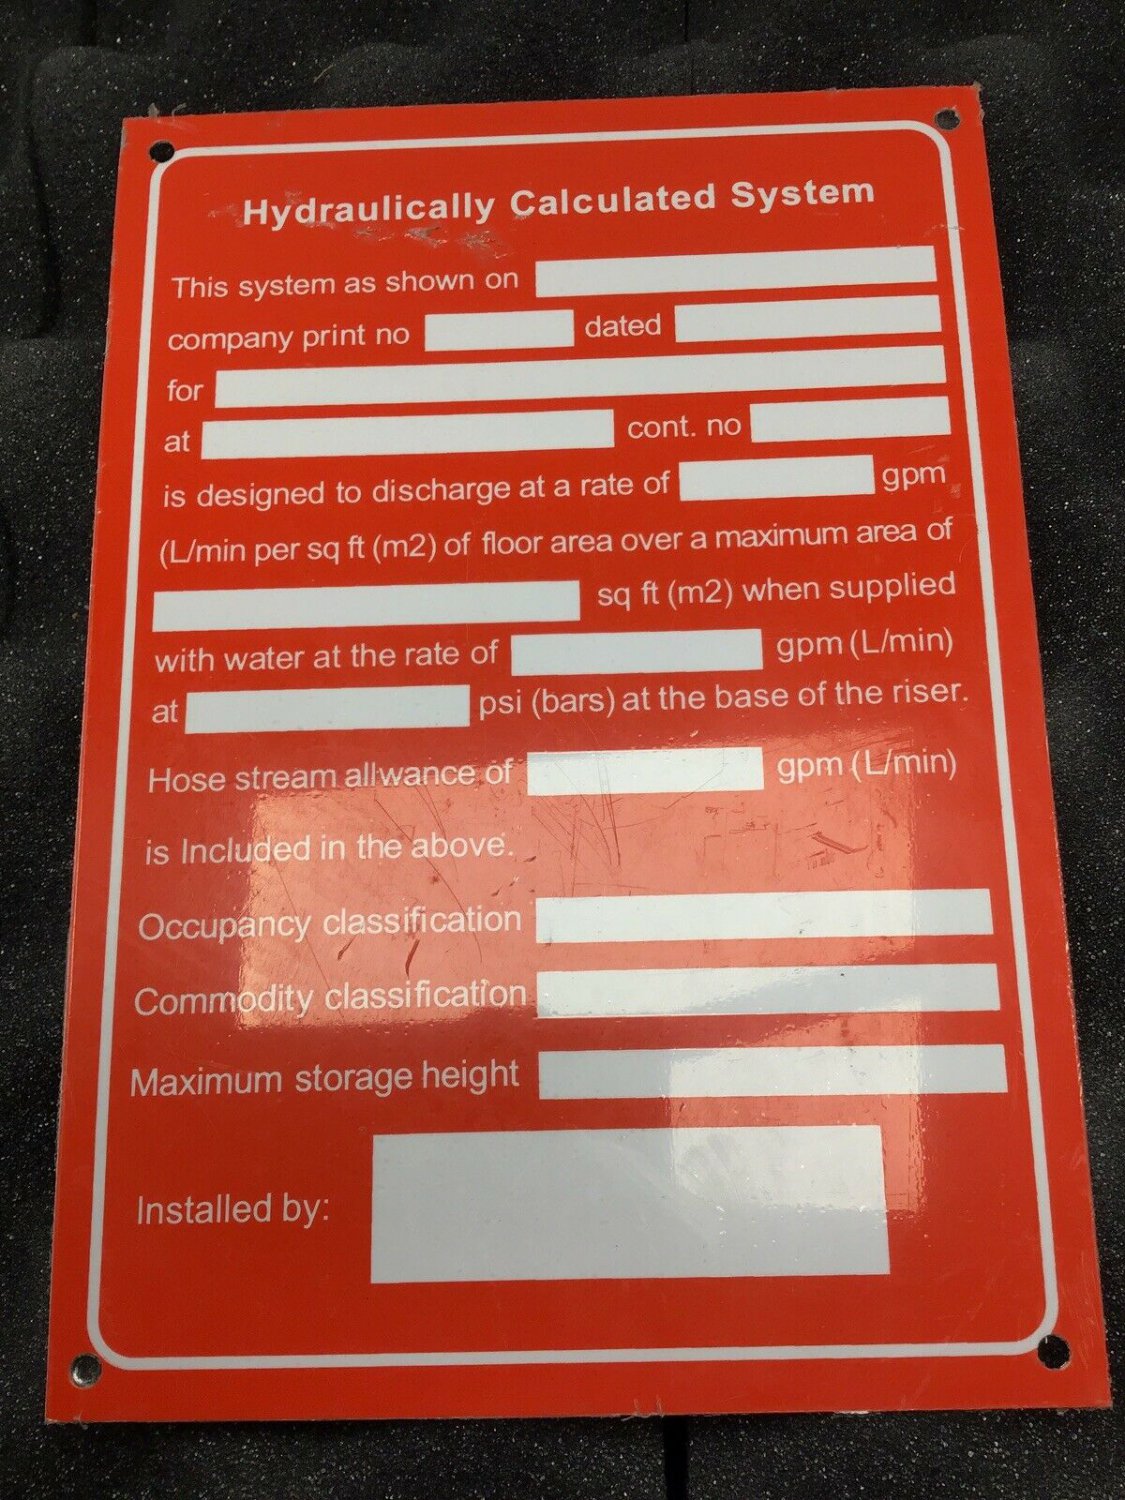 Hydraulically Calculated System
This system as shown on
company print no dated
for
at cont. no
is designed to discharge at a rate of gpm
(L/min per sq ft (m2) of floor area over a maximum area of
sq ft (m2) when supplied
with water at the rate of gpm (L/min)
at psi (bars) at the base of the riser.
Hose stream allwance of gpm (L/min)
is Included in the above.
Occupancy classification
Commodity classification
Maximum storage height
Installed by: